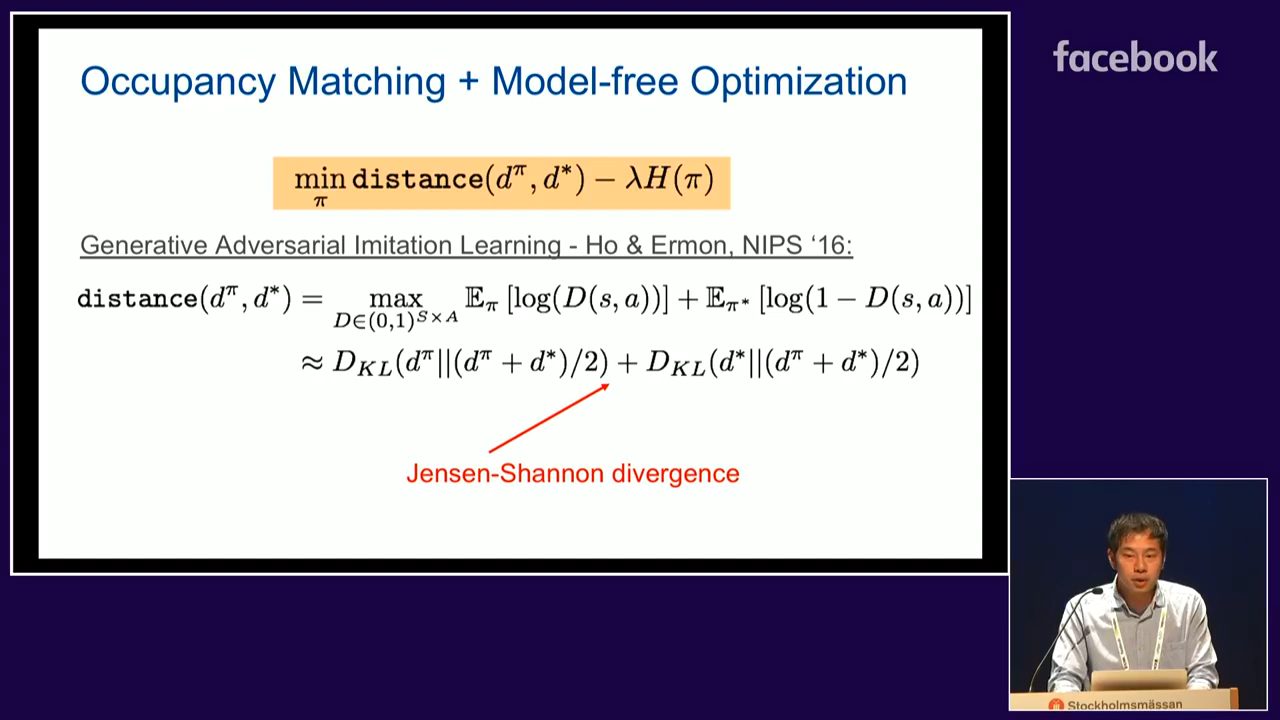 facebook
Occupancy Matching + Model-free Optimization
min_π distance(d^π, d*) − λH(π)
Generative Adversarial Imitation Learning - Ho & Ermon, NIPS ‘16:
distance(d^π, d*) = max_{D∈(0,1)^{S×A}} 𝔼_π [log(D(s, a))] + 𝔼_{π*} [log(1 − D(s, a))]
≈ D_{KL}(d^π||(d^π + d*)/2) + D_{KL}(d*||(d^π + d*)/2)
Jensen-Shannon divergence
Stockholmsmässan